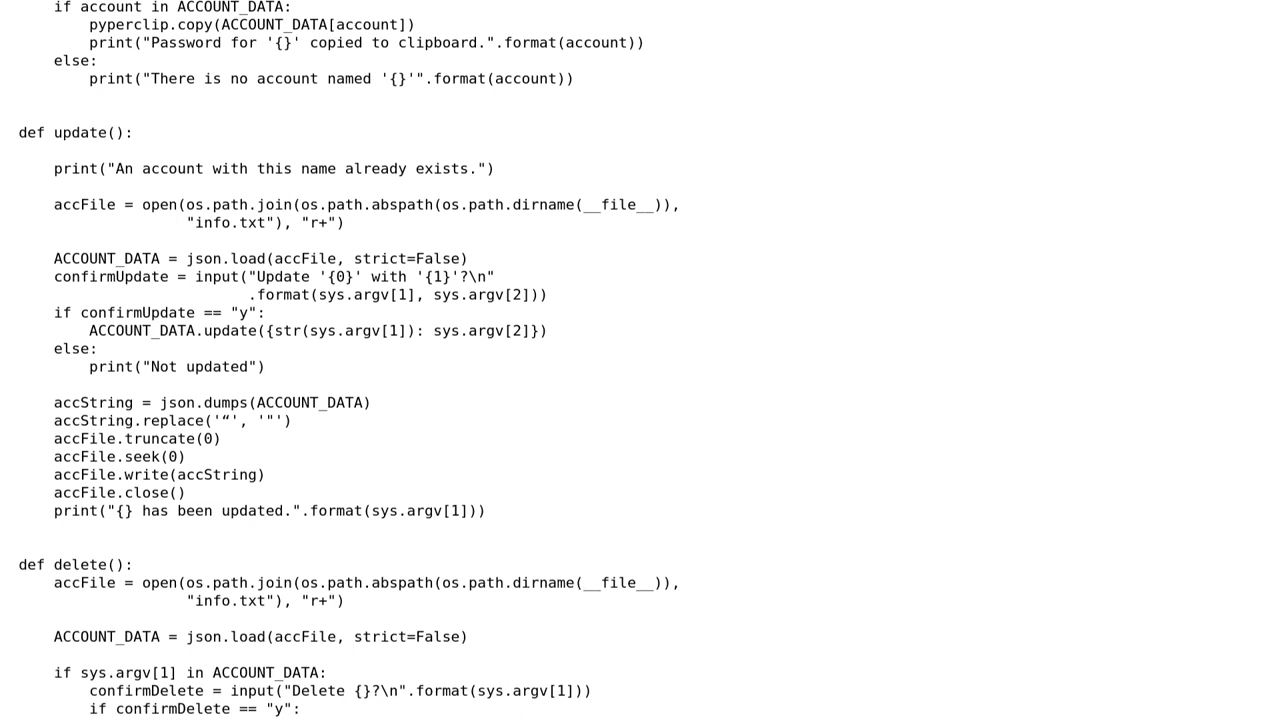 if account in ACCOUNT_DATA:
        pyperclip.copy(ACCOUNT_DATA[account])
        print("Password for '{}' copied to clipboard.".format(account))
    else:
        print("There is no account named '{}'".format(account))


def update():

    print("An account with this name already exists.")

    accFile = open(os.path.join(os.path.abspath(os.path.dirname(__file__)),
                   "info.txt"), "r+")

    ACCOUNT_DATA = json.load(accFile, strict=False)
    confirmUpdate = input("Update '{0}' with '{1}'?\n"
                          .format(sys.argv[1], sys.argv[2]))
    if confirmUpdate == "y":
        ACCOUNT_DATA.update({str(sys.argv[1]): sys.argv[2]})
    else:
        print("Not updated")

    accString = json.dumps(ACCOUNT_DATA)
    accString.replace('“', '"')
    accFile.truncate(0)
    accFile.seek(0)
    accFile.write(accString)
    accFile.close()
    print("{} has been updated.".format(sys.argv[1]))


def delete():
    accFile = open(os.path.join(os.path.abspath(os.path.dirname(__file__)),
                   "info.txt"), "r+")

    ACCOUNT_DATA = json.load(accFile, strict=False)

    if sys.argv[1] in ACCOUNT_DATA:
        confirmDelete = input("Delete {}?\n".format(sys.argv[1]))
        if confirmDelete == "y":